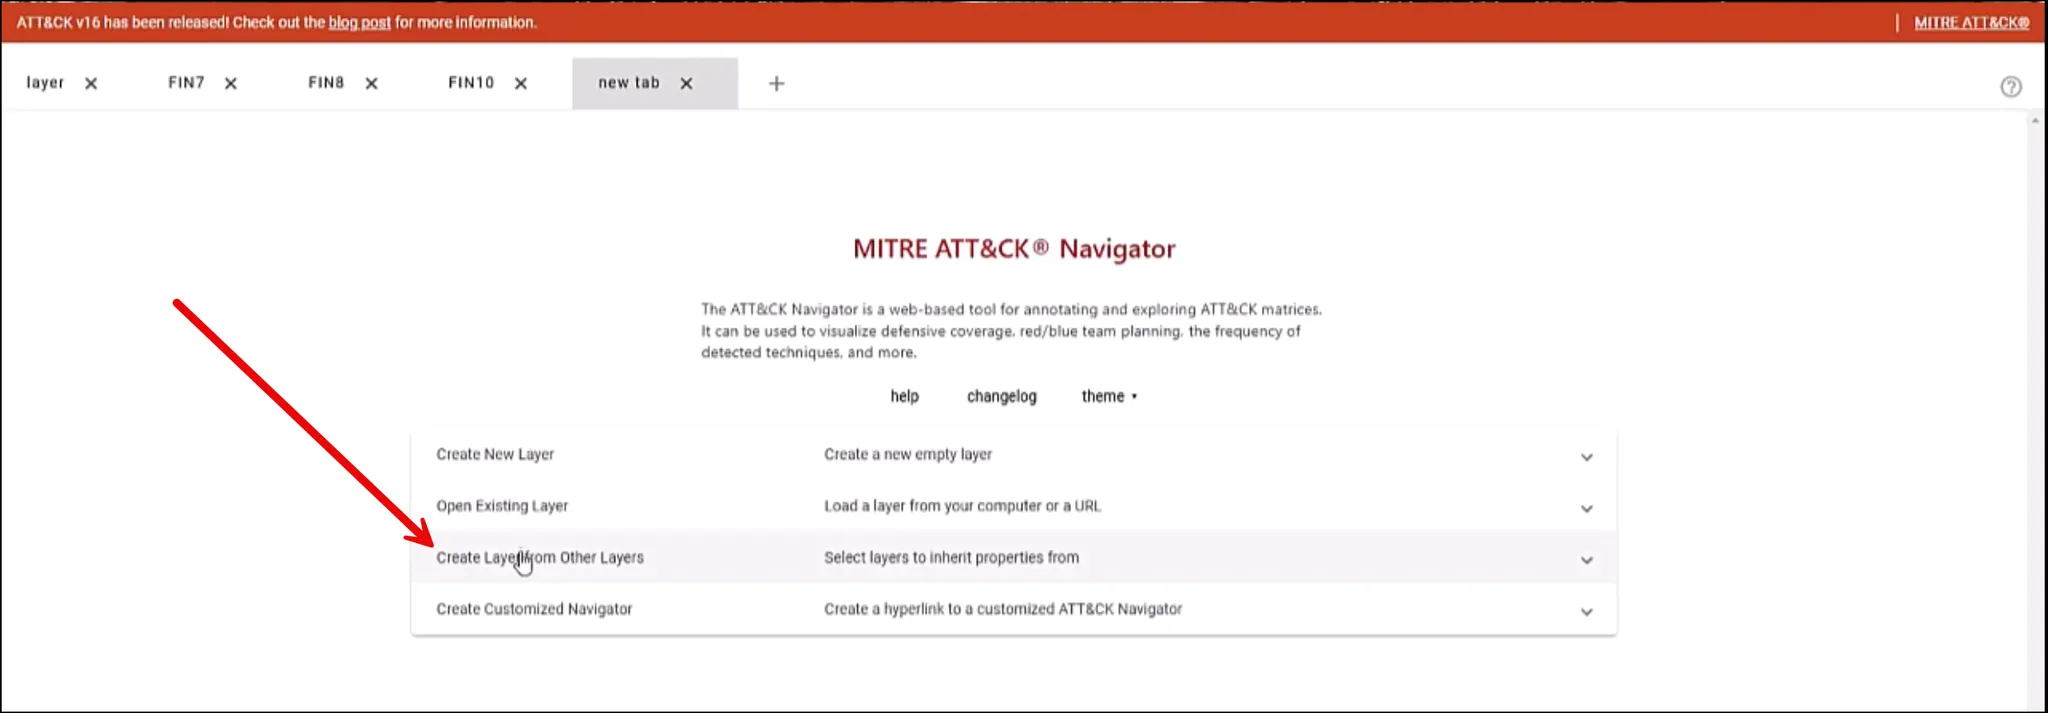 ATT&CK v16 has been released! Check out the blog post for more information. | MITRE ATT&CK®
layer × FIN7 × FIN8 × FIN10 × new tab × +
MITRE ATT&CK® Navigator
The ATT&CK Navigator is a web-based tool for annotating and exploring ATT&CK matrices.
It can be used to visualize defensive coverage, red/blue team planning, the frequency of
detected techniques, and more.
help changelog theme
Create New Layer Create a new empty layer
Open Existing Layer Load a layer from your computer or a URL
Create Layer from Other Layers Select layers to inherit properties from
Create Customized Navigator Create a hyperlink to a customized ATT&CK Navigator